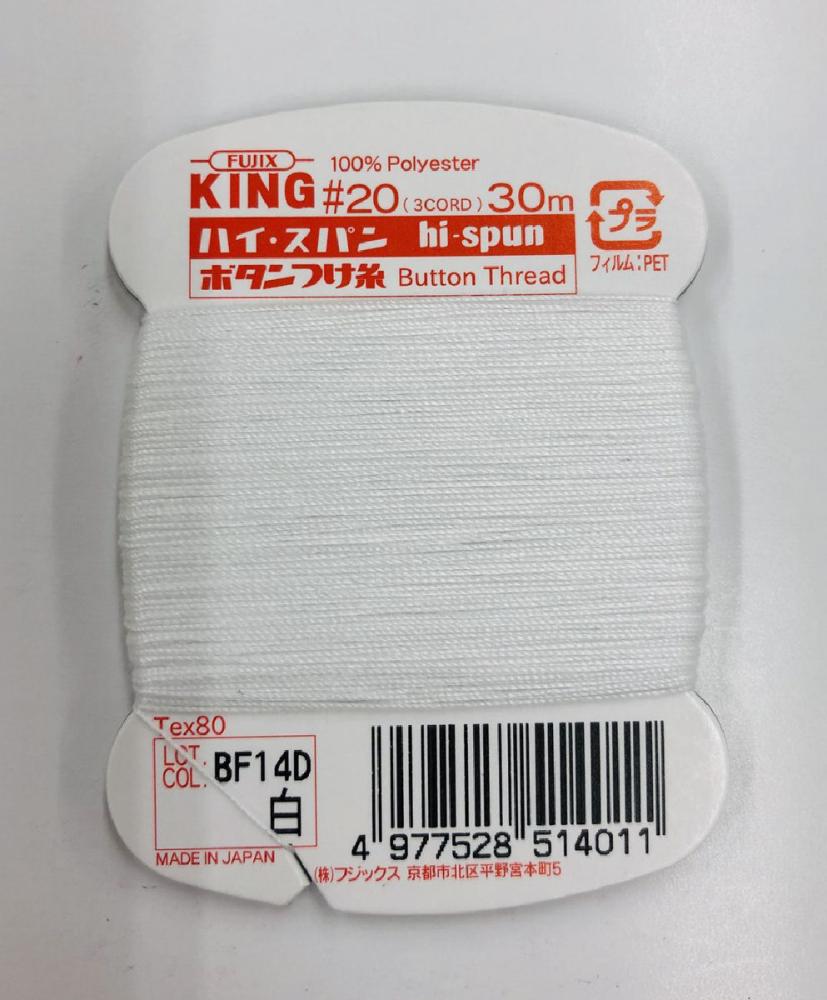 FUJIX
100% Polyester
KING #20 (3CORD) 30m
ハイ・スパン hi-spun
ボタンつけ糸 Button Thread
プラ
フィルム:PET
Tex80
LOT. BF14D
COL. 白
MADE IN JAPAN
4 977528 514011
(株)フジックス 京都市北区平野宮本町5